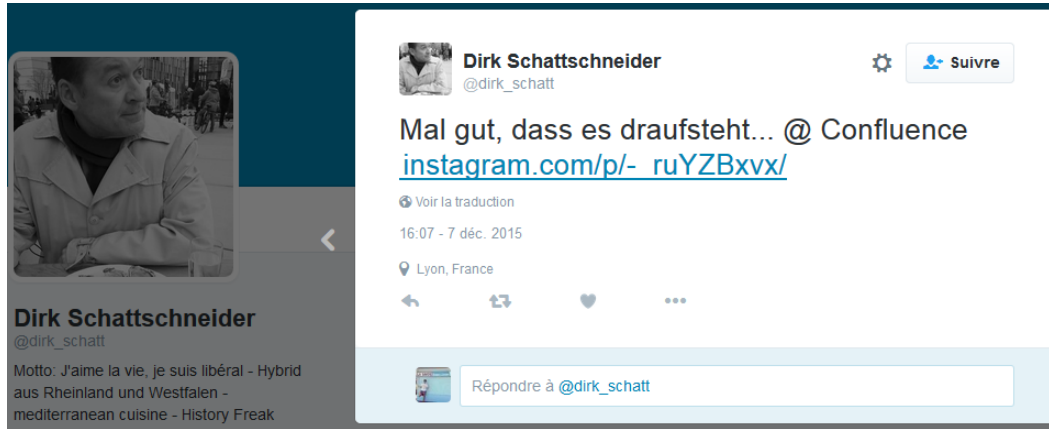 Dirk Schattschneider
@dirk_schatt
Suivre
Mal gut, dass es draufsteht... @ Confluence
instagram.com/p/-_ruYZBxvx/
Voir la traduction
16:07 - 7 déc. 2015
Lyon, France
Répondre à @dirk_schatt
Dirk Schattschneider
@dirk_schatt
Motto: J'aime la vie, je suis libéral - Hybrid
aus Rheinland und Westfalen -
mediterranean cuisine - History Freak